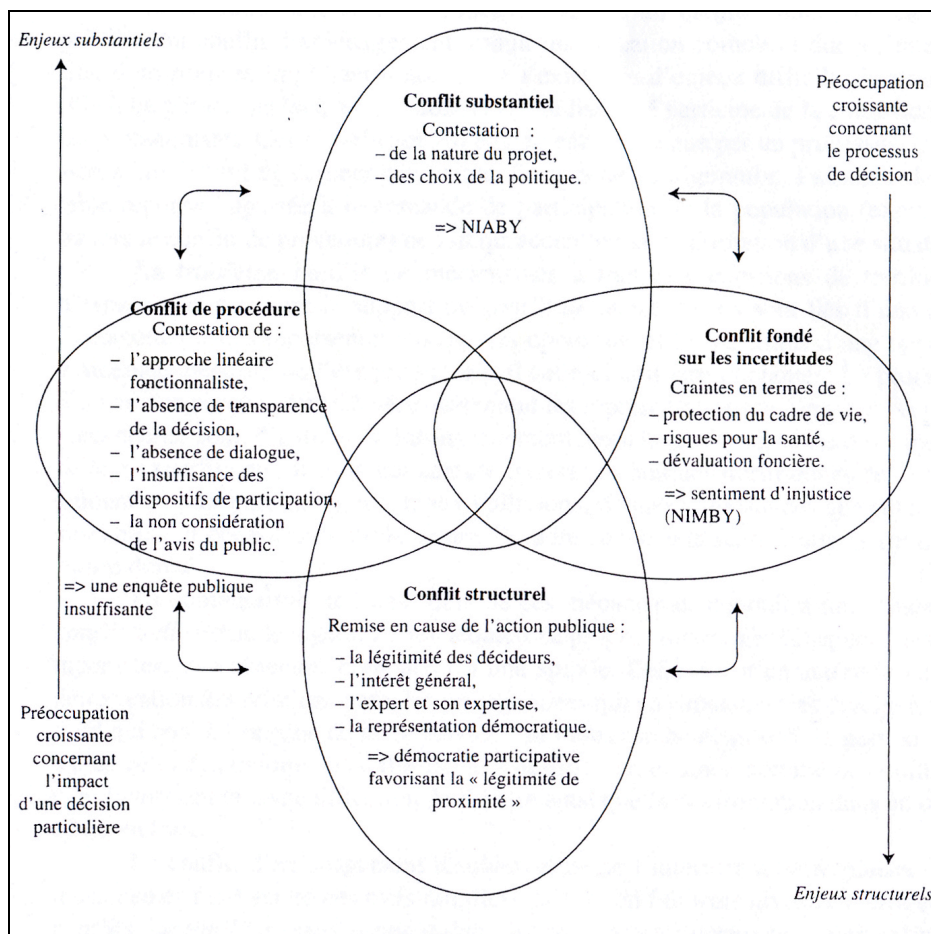 Enjeux substantiels
Préoccupation
croissante
concernant
le processus
de décision
Conflit substantiel
Contestation :
– de la nature du projet,
– des choix de la politique.
=> NIABY
Conflit de procédure
Contestation de :
– l'approche linéaire
fonctionnaliste,
– l'absence de transparence
de la décision,
– l'absence de dialogue,
– l'insuffisance des
dispositifs de participation,
– la non considération
de l'avis du public.
=> une enquête publique
insuffisante
Conflit fondé
sur les incertitudes
Craintes en termes de :
– protection du cadre de vie,
– risques pour la santé,
– dévaluation foncière.
=> sentiment d'injustice
(NIMBY)
Conflit structurel
Remise en cause de l'action publique :
– la légitimité des décideurs,
– l'intérêt général,
– l'expert et son expertise,
– la représentation démocratique.
=> démocratie participative
favorisant la « légitimité de
proximité »
Préoccupation
croissante
concernant
l'impact
d'une décision
particulière
Enjeux structurels